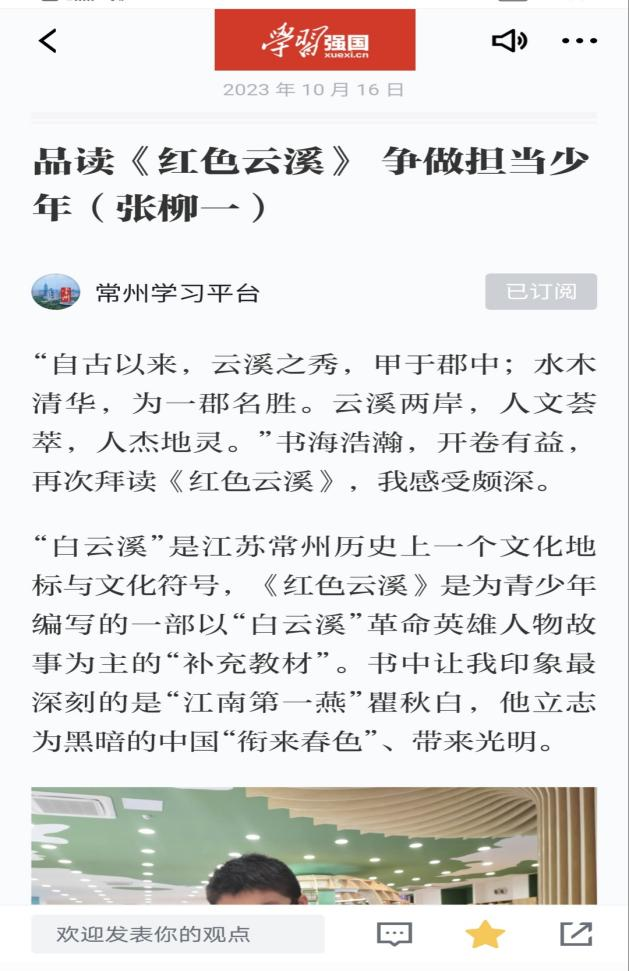 学习强国
xuexi.cn
2023 年 10 月 16 日
品读《红色云溪》 争做担当少
年（张柳一）
常州学习平台
已订阅
“自古以来，云溪之秀，甲于郡中；水木
清华，为一郡名胜。云溪两岸，人文荟
萃，人杰地灵。”书海浩瀚，开卷有益，
再次拜读《红色云溪》，我感受颇深。
“白云溪”是江苏常州历史上一个文化地
标与文化符号，《红色云溪》是为青少年
编写的一部以“白云溪”革命英雄人物故
事为主的“补充教材”。书中让我印象最
深刻的是“江南第一燕”瞿秋白，他立志
为黑暗的中国“衔来春色”、带来光明。
欢迎发表你的观点